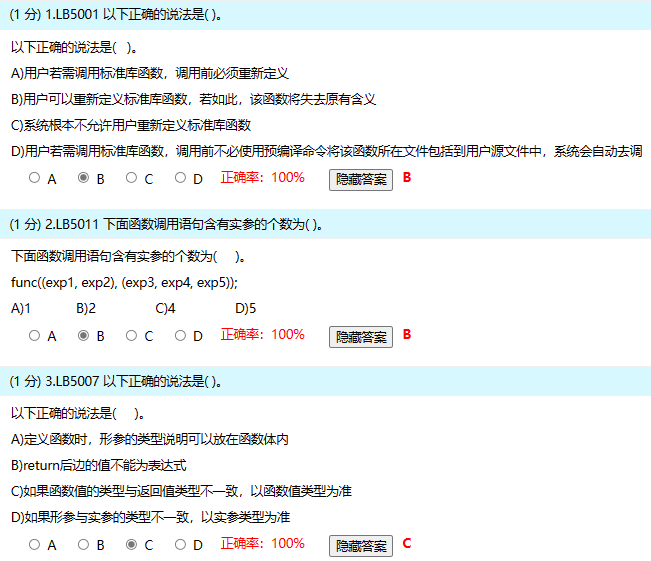 (1 分) 1.LB5001 以下正确的说法是( )。
以下正确的说法是(   )。
A)用户若需调用标准库函数，调用前必须重新定义
B)用户可以重新定义标准库函数，若如此，该函数将失去原有含义
C)系统根本不允许用户重新定义标准库函数
D)用户若需调用标准库函数，调用前不必使用预编译命令将该函数所在文件包括到用户源文件中，系统会自动去调
A B C D 正确率：100% 隐藏答案 B
(1 分) 2.LB5011 下面函数调用语句含有实参的个数为( )。
下面函数调用语句含有实参的个数为(     )。
func((exp1, exp2), (exp3, exp4, exp5));
A)1 B)2 C)4 D)5
A B C D 正确率：100% 隐藏答案 B
(1 分) 3.LB5007 以下正确的说法是( )。
以下正确的说法是(     )。
A)定义函数时，形参的类型说明可以放在函数体内
B)return后边的值不能为表达式
C)如果函数值的类型与返回值类型不一致，以函数值类型为准
D)如果形参与实参的类型不一致，以实参类型为准
A B C D 正确率：100% 隐藏答案 C